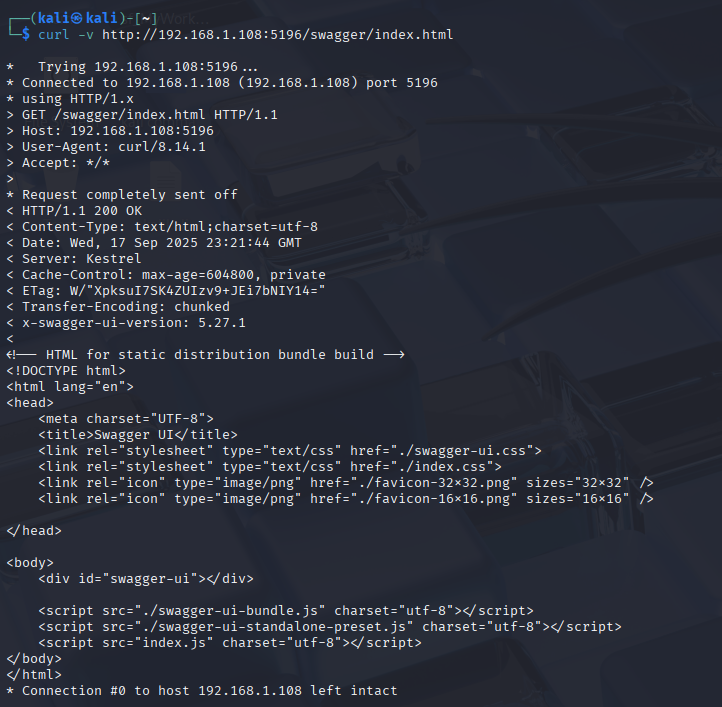 ┌──(kali㉿kali)-[~]
└─$ curl -v http://192.168.1.108:5196/swagger/index.html
*   Trying 192.168.1.108:5196...
* Connected to 192.168.1.108 (192.168.1.108) port 5196
* using HTTP/1.x
> GET /swagger/index.html HTTP/1.1
> Host: 192.168.1.108:5196
> User-Agent: curl/8.14.1
> Accept: */*
>
* Request completely sent off
< HTTP/1.1 200 OK
< Content-Type: text/html;charset=utf-8
< Date: Wed, 17 Sep 2025 23:21:44 GMT
< Server: Kestrel
< Cache-Control: max-age=604800, private
< ETag: W/"XpksuI7SK4ZUIzv9+JEi7bNIY14="
< Transfer-Encoding: chunked
< x-swagger-ui-version: 5.27.1
<
<!-- HTML for static distribution bundle build -->
<!DOCTYPE html>
<html lang="en">
<head>
    <meta charset="UTF-8">
    <title>Swagger UI</title>
    <link rel="stylesheet" type="text/css" href="./swagger-ui.css">
    <link rel="stylesheet" type="text/css" href="./index.css">
    <link rel="icon" type="image/png" href="./favicon-32x32.png" sizes="32x32" />
    <link rel="icon" type="image/png" href="./favicon-16x16.png" sizes="16x16" />
</head>
<body>
    <div id="swagger-ui"></div>
    <script src="./swagger-ui-bundle.js" charset="utf-8"></script>
    <script src="./swagger-ui-standalone-preset.js" charset="utf-8"></script>
    <script src="index.js" charset="utf-8"></script>
</body>
</html>
* Connection #0 to host 192.168.1.108 left intact